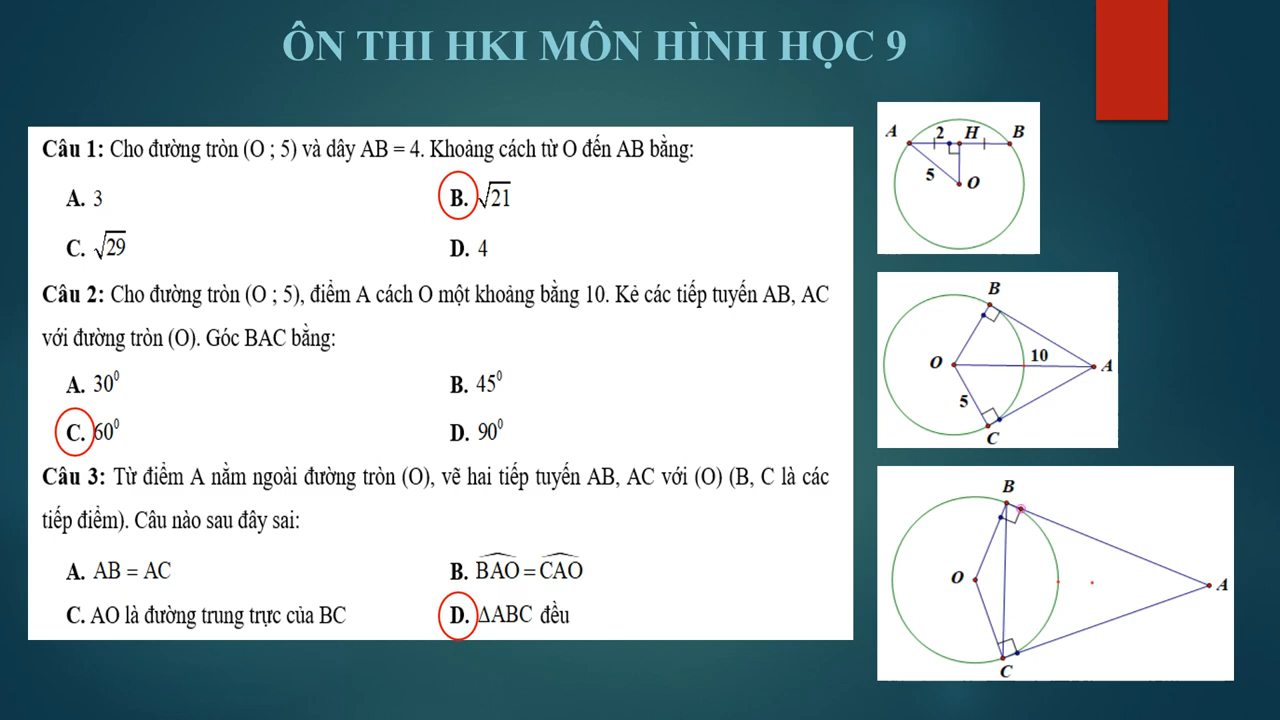 ÔN THI HKI MÔN HÌNH HỌC 9
Câu 1: Cho đường tròn (O ; 5) và dây AB = 4. Khoảng cách từ O đến AB bằng:
A. 3
B. √21
C. √29
D. 4
Câu 2: Cho đường tròn (O ; 5), điểm A cách O một khoảng bằng 10. Kẻ các tiếp tuyến AB, AC
với đường tròn (O). Góc BAC bằng:
A. 30⁰
B. 45⁰
C. 60⁰
D. 90⁰
Câu 3: Từ điểm A nằm ngoài đường tròn (O), vẽ hai tiếp tuyến AB, AC với (O) (B, C là các
tiếp điểm). Câu nào sau đây sai:
A. AB = AC
B. BAO = CAO
C. AO là đường trung trực của BC
D. ΔABC đều
A 2 H B
5 O
B
O 10 A
5
C
B
O A
C